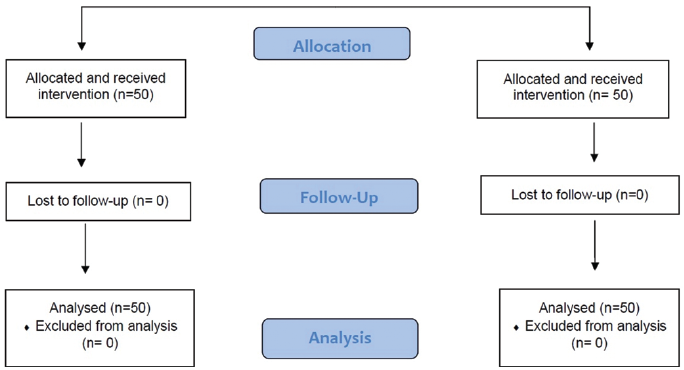 Allocation
Allocated and received
intervention (n=50)
Allocated and received
intervention (n= 50)
Follow-Up
Lost to follow-up (n= 0)
Lost to follow-up (n=0)
Analysis
Analysed (n=50)
♦ Excluded from analysis
(n= 0)
Analysed (n=50)
♦ Excluded from analysis
(n= 0)